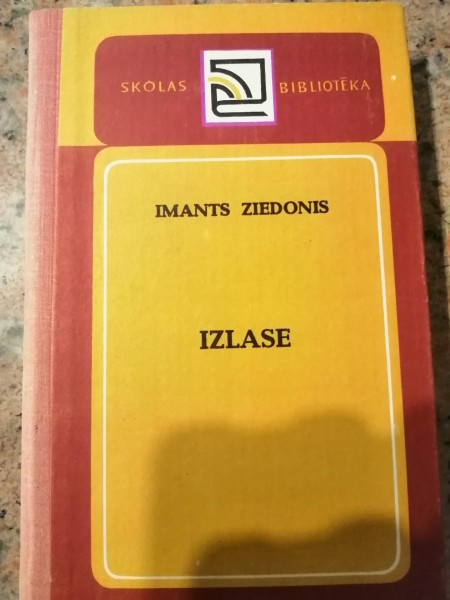 SKOLAS BIBLIOTĒKA
IMANTS ZIEDONIS
IZLASE